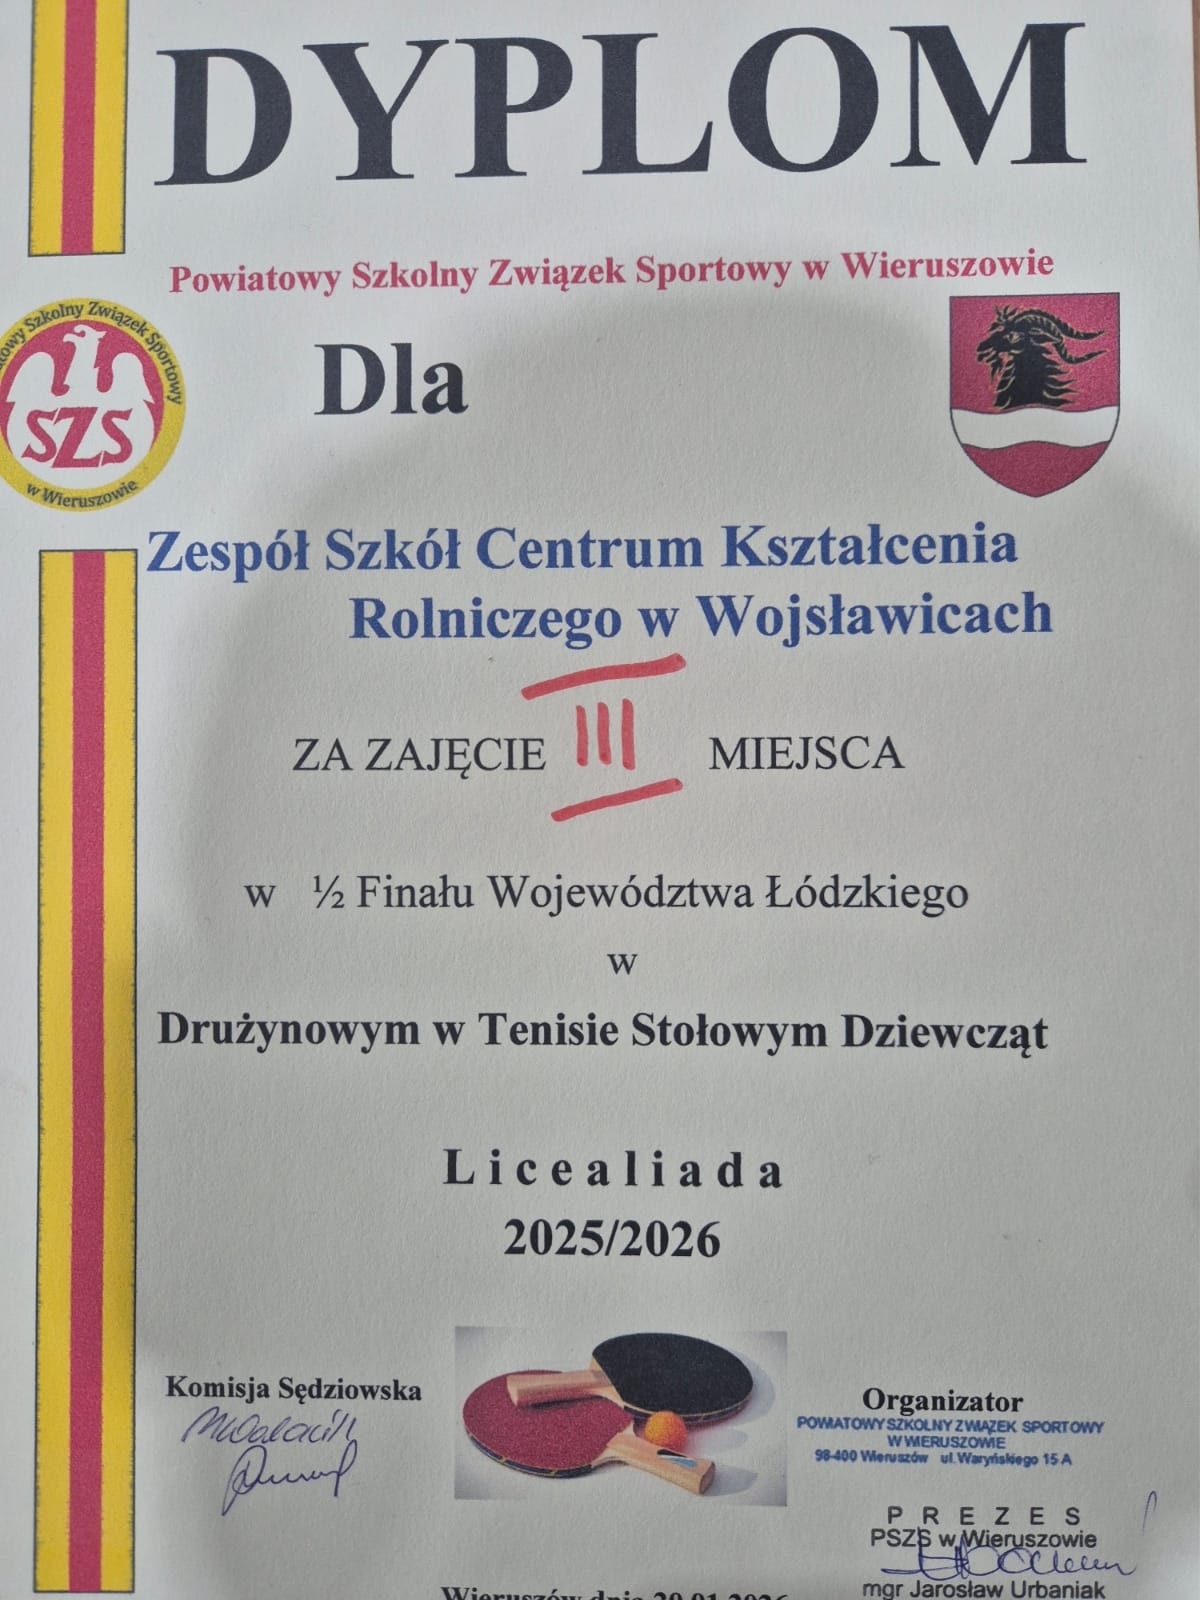 DYPLOM
Powiatowy Szkolny Związek Sportowy w Wieruszowie
Szkolny Związek Sportowy
SZS
w Wieruszowie
Dla
Zespół Szkół Centrum Kształcenia
Rolniczego w Wojsławicach
ZA ZAJĘCIE III MIEJSCA
w ½ Finału Województwa Łódzkiego
w
Drużynowym w Tenisie Stołowym Dziewcząt
Licealiada
2025/2026
Komisja Sędziowska
Organizator
POWIATOWY SZKOLNY ZWIĄZEK SPORTOWY
W WIERUSZOWIE
98-400 Wieruszów ul. Waryńskiego 15 A
PREZES
PSZS w Wieruszowie
mgr Jarosław Urbaniak
Wieruszów dnia